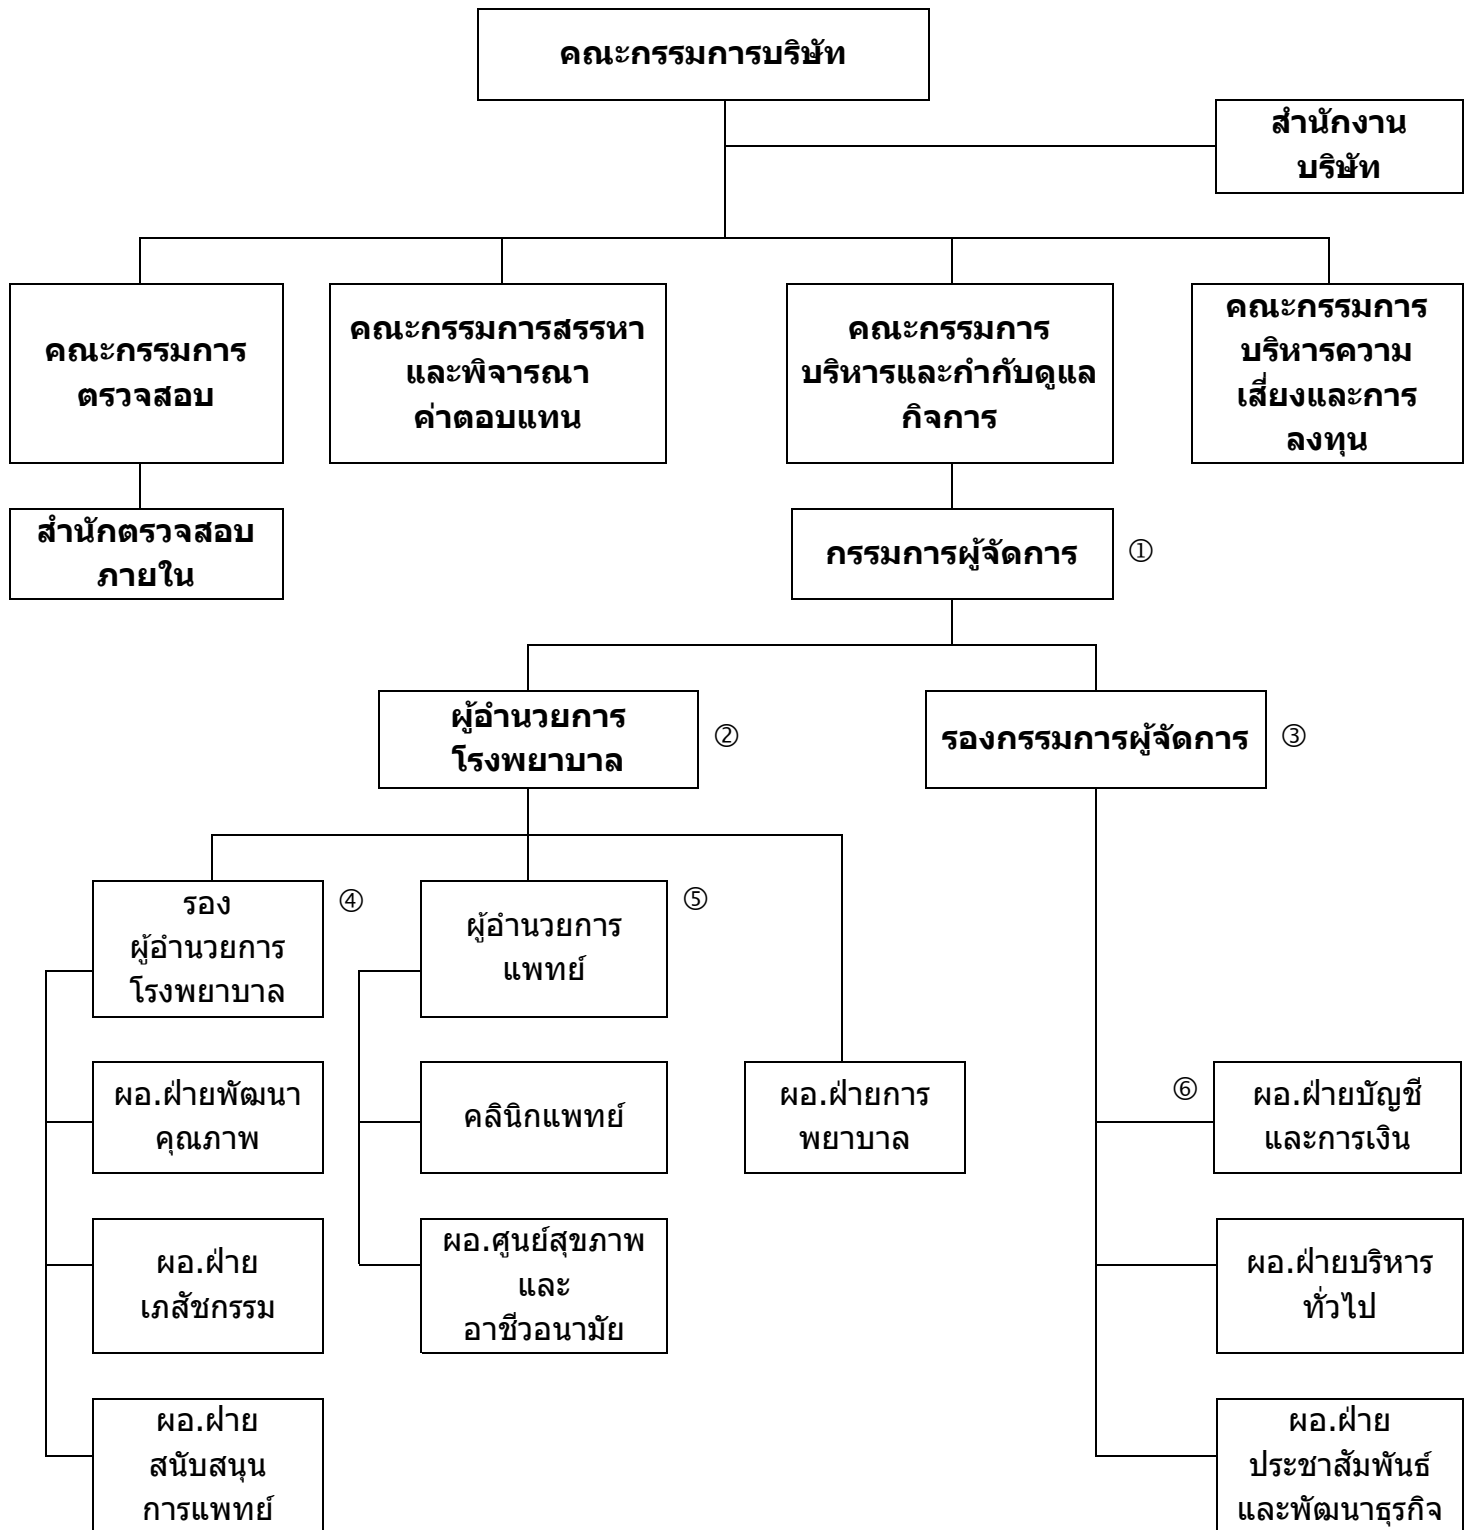 คณะกรรมการบริษัท
สำนักงาน
บริษัท
คณะกรรมการ
ตรวจสอบ
คณะกรรมการสรรหา
และพิจารณา
ค่าตอบแทน
คณะกรรมการ
บริหารและกำกับดูแล
กิจการ
คณะกรรมการ
บริหารความ
เสี่ยงและการ
ลงทุน
สำนักตรวจสอบ
ภายใน
กรรมการผู้จัดการ ①
ผู้อำนวยการ
โรงพยาบาล
②
รองกรรมการผู้จัดการ ③
รอง
ผู้อำนวยการ
โรงพยาบาล
④
ผู้อำนวยการ
แพทย์
⑤
ผอ.ฝ่ายพัฒนา
คุณภาพ
คลินิกแพทย์
ผอ.ฝ่ายการ
พยาบาล
⑥
ผอ.ฝ่ายบัญชี
และการเงิน
ผอ.ฝ่าย
เภสัชกรรม
ผอ.ศูนย์สุขภาพ
และ
อาชีวอนามัย
ผอ.ฝ่ายบริหาร
ทั่วไป
ผอ.ฝ่าย
สนับสนุน
การแพทย์
ผอ.ฝ่าย
ประชาสัมพันธ์
และพัฒนาธุรกิจ